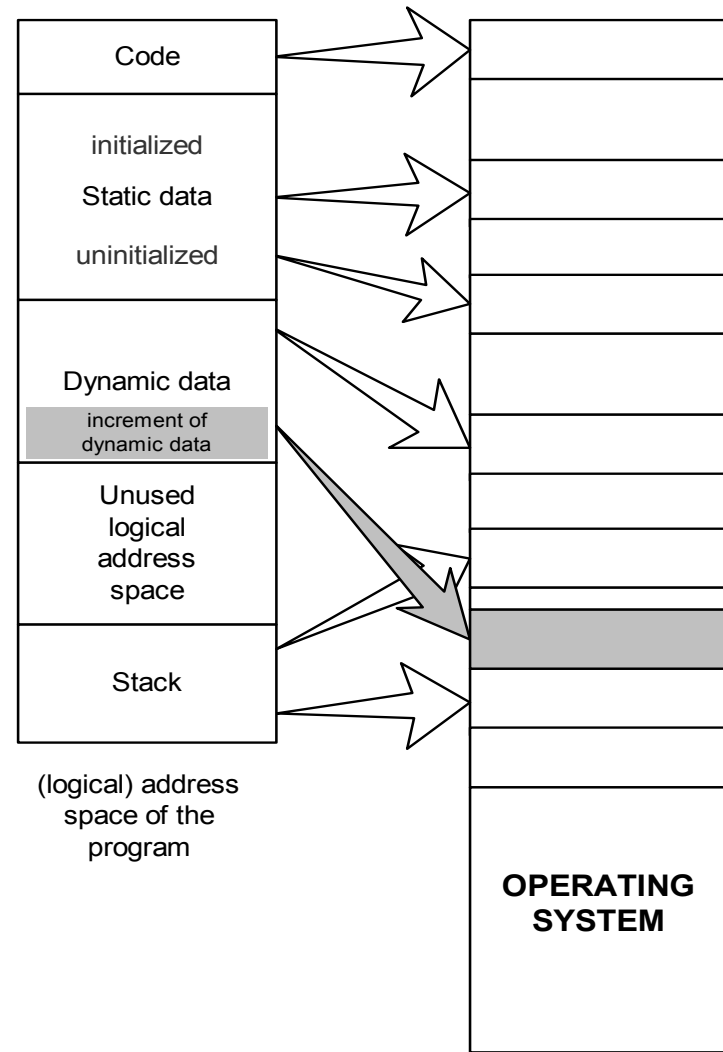 Code
initialized
Static data
uninitialized
Dynamic data
increment of
dynamic data
Unused
logical
address
space
Stack
(logical) address
space of the
program
OPERATING
SYSTEM